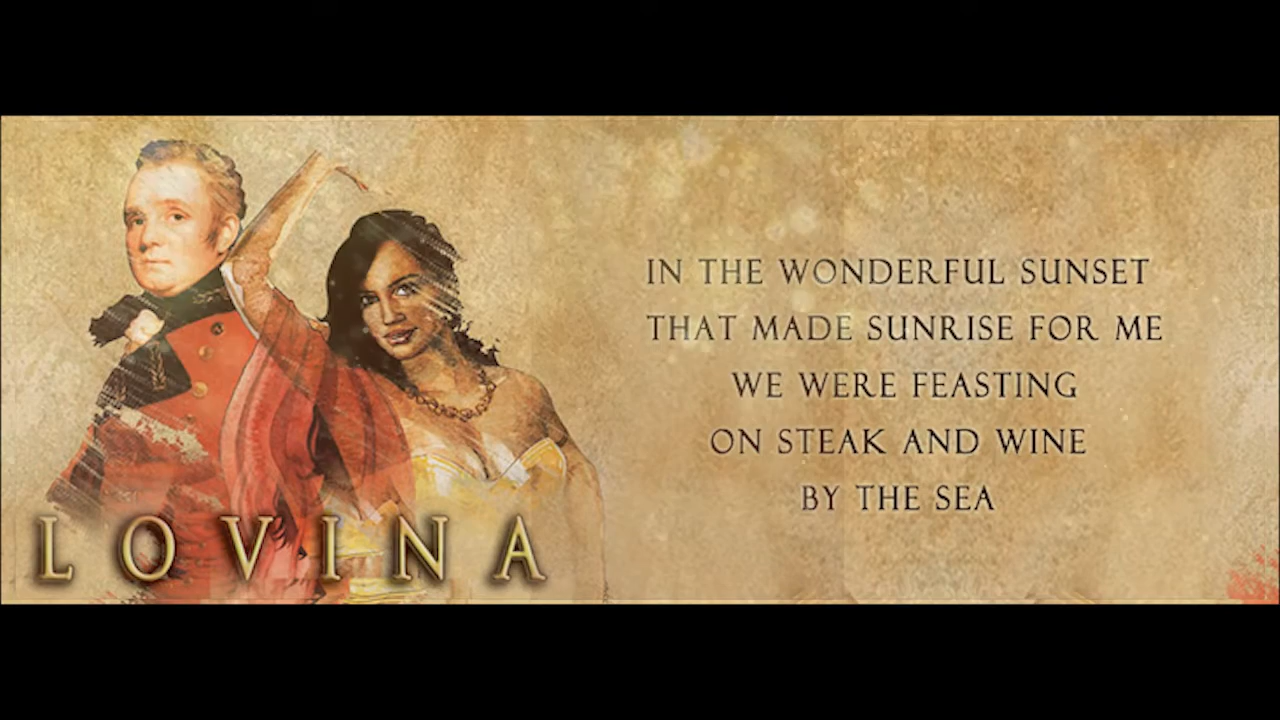 LOVINA
IN THE WONDERFUL SUNSET
THAT MADE SUNRISE FOR ME
WE WERE FEASTING
ON STEAK AND WINE
BY THE SEA